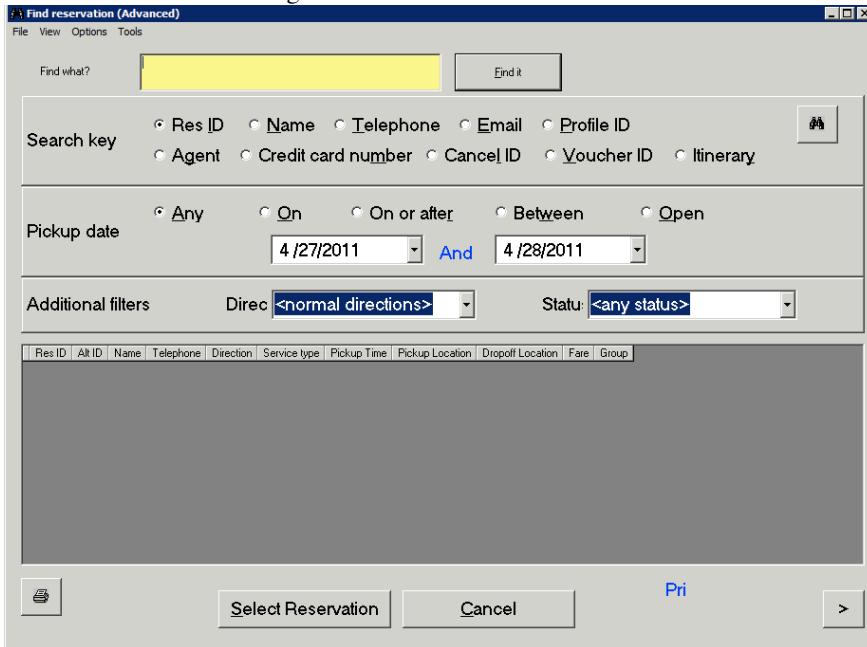 Find reservation (Advanced)
File View Options Tools
Find what? Find it
Search key Res ID Name Telephone Email Profile ID
Agent Credit card number Cancel ID Voucher ID Itinerary
Pickup date Any On On or after Between Open
4 /27/2011 And 4 /28/2011
Additional filters Direc <normal directions> Statu: <any status>
Res ID Alt ID Name Telephone Direction Service type Pickup Time Pickup Location Dropoff Location Fare Group
Select Reservation Cancel Pri >